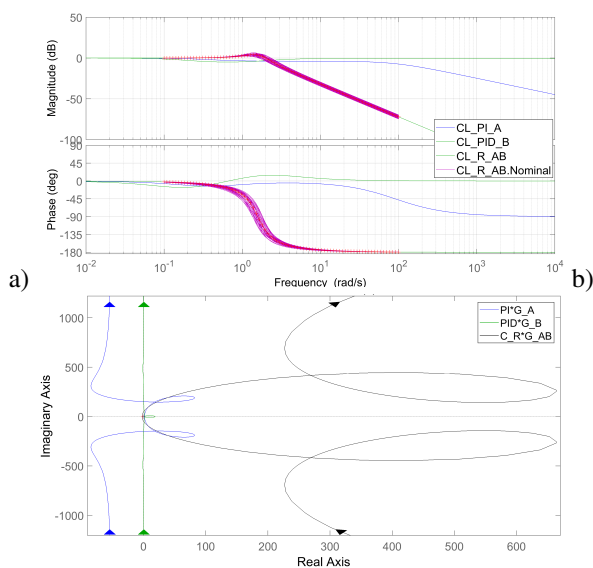 50
0
-50
-100
Magnitude (dB)
CL_PI_A
CL_PID_B
CL_R_AB
CL_R_AB.Nominal
90
45
0
-45
-90
-135
-180
Phase (deg)
10^-2
10^-1
10^0
10^1
10^2
10^3
10^4
Frequency (rad/s)
a)
b)
1000
500
0
-500
-1000
Imaginary Axis
PI*G_A
PID*G_B
C_R*G_AB
0
100
200
300
400
500
600
Real Axis